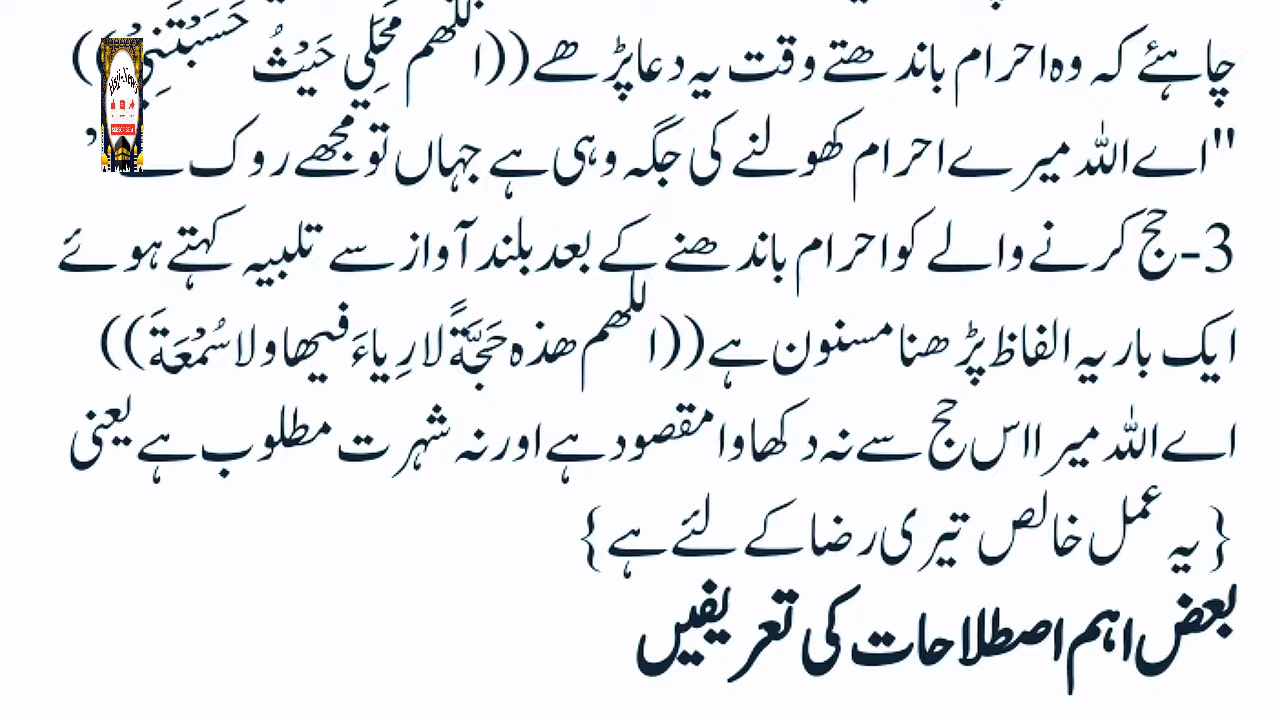 چاہئے کہ وہ احرام باندھتے وقت یہ دعا پڑھے ((اللھم مَحَلِّي حَيْثُ حَسَبْتَنِي))
"اے اللہ میرے احرام کھولنے کی جگہ وہی ہے جہاں تو مجھے روک لے
3-حج کرنے والے کو احرام باندھنے کے بعد بلند آواز سے تلبیہ کہتے ہوئے
ایک بار یہ الفاظ پڑھنا مسنون ہے ((اللھم ھذہ حَجَّةً لا رِیاءَ فیھا ولا سُمْعَةَ))
اے اللہ میرا اس حج سے نہ دکھاوا مقصود ہے اور نہ شہرت مطلوب ہے یعنی
{یہ عمل خالص تیری رضا کے لئے ہے}
بعض اہم اصطلاحات کی تعریفیں